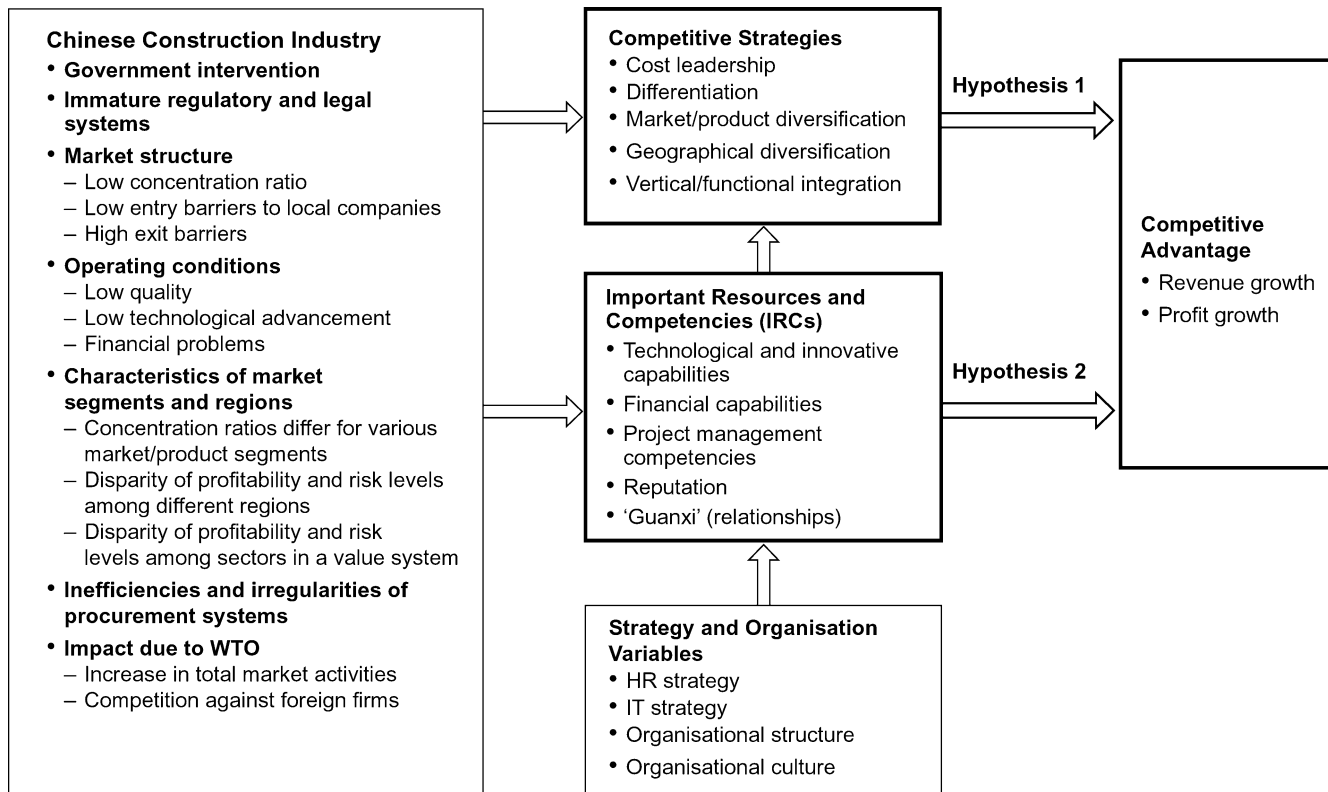 Chinese Construction Industry
• Government intervention
• Immature regulatory and legal
systems
• Market structure
– Low concentration ratio
– Low entry barriers to local companies
– High exit barriers
• Operating conditions
– Low quality
– Low technological advancement
– Financial problems
• Characteristics of market
segments and regions
– Concentration ratios differ for various
market/product segments
– Disparity of profitability and risk levels
among different regions
– Disparity of profitability and risk
levels among sectors in a value system
• Inefficiencies and irregularities of
procurement systems
• Impact due to WTO
– Increase in total market activities
– Competition against foreign firms
Competitive Strategies
• Cost leadership
• Differentiation
• Market/product diversification
• Geographical diversification
• Vertical/functional integration
Important Resources and
Competencies (IRCs)
• Technological and innovative
capabilities
• Financial capabilities
• Project management
competencies
• Reputation
• ‘Guanxi’ (relationships)
Strategy and Organisation
Variables
• HR strategy
• IT strategy
• Organisational structure
• Organisational culture
Hypothesis 1
Hypothesis 2
Competitive
Advantage
• Revenue growth
• Profit growth